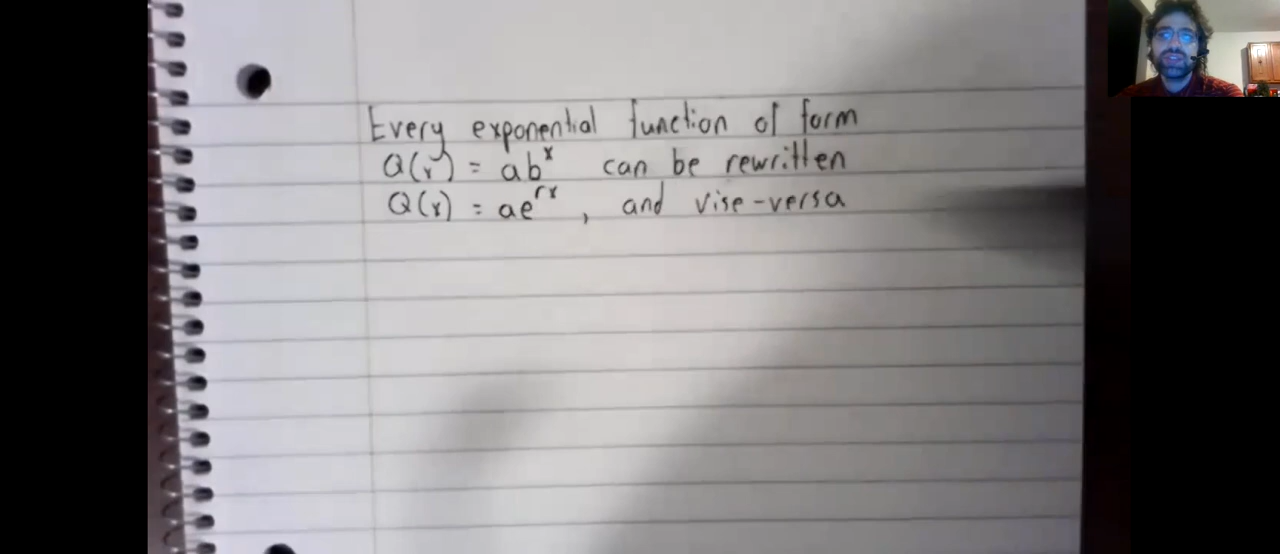 Every exponential function of form
Q(x) = ab^x can be rewritten
Q(x) = ae^rx , and vise-versa